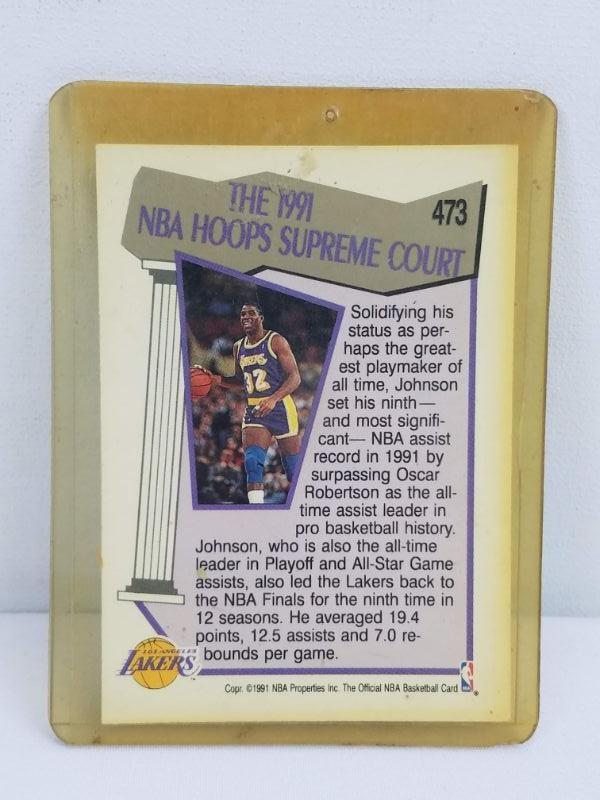 THE 1991
NBA HOOPS SUPREME COURT
473
LAKERS
32
Solidifying his
status as per-
haps the great-
est playmaker of
all time, Johnson
set his ninth—
and most signifi-
cant— NBA assist
record in 1991 by
surpassing Oscar
Robertson as the all-
time assist leader in
pro basketball history.
Johnson, who is also the all-time
leader in Playoff and All-Star Game
assists, also led the Lakers back to
the NBA Finals for the ninth time in
12 seasons. He averaged 19.4
points, 12.5 assists and 7.0 re-
bounds per game.
LOS ANGELES
LAKERS
Copr. ©1991 NBA Properties Inc. The Official NBA Basketball Card
NBA
®